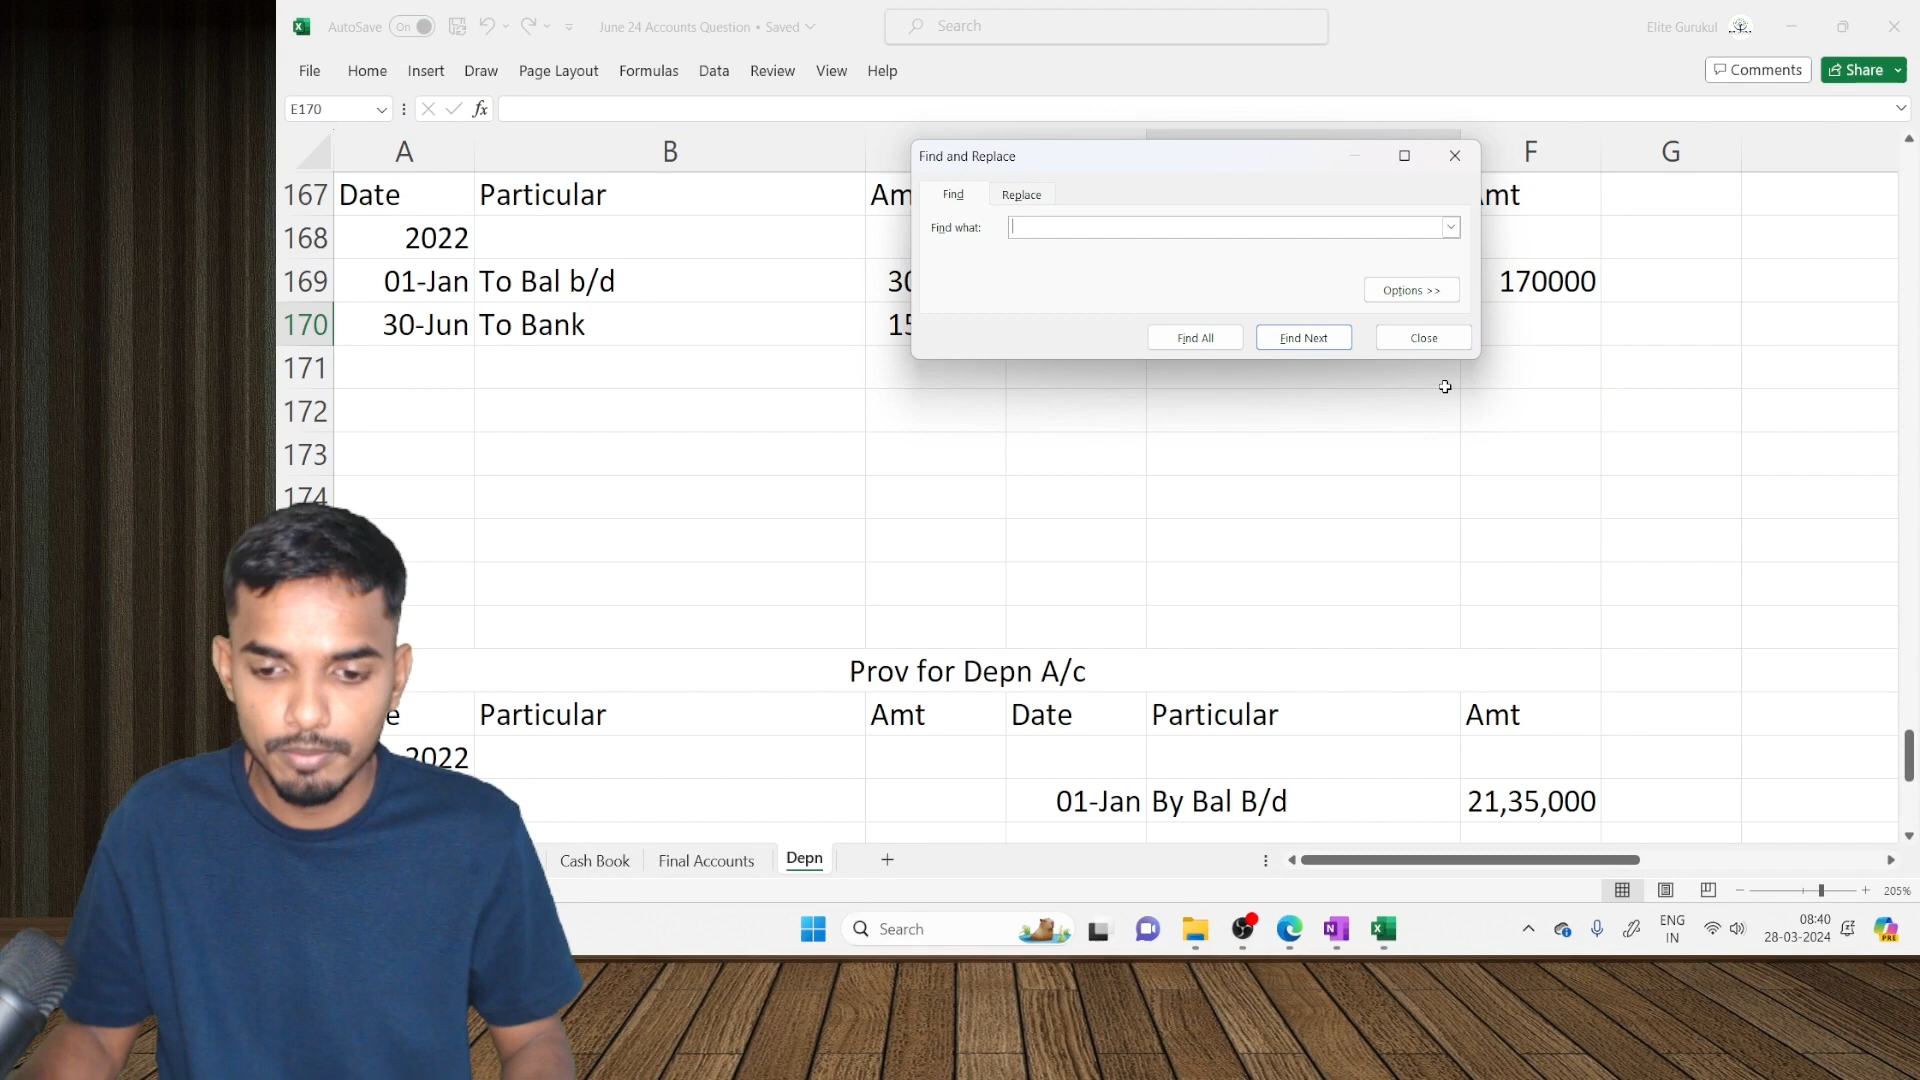 AutoSave On June 24 Accounts Question • Saved Search Elite Gurukul
File Home Insert Draw Page Layout Formulas Data Review View Help Comments Share
E170 fx
A B F G
Find and Replace
Find Replace
Find what:
Options >>
Find All Find Next Close
167 Date Particular Am mt
168 2022
169 01-Jan To Bal b/d 30 170000
170 30-Jun To Bank 15
171
172
173
174
Prov for Depn A/c
e Particular Amt Date Particular Amt
2022
01-Jan By Bal B/d 21,35,000
Cash Book Final Accounts Depn +
205%
Search ENG 08:40
IN 28-03-2024
PRE